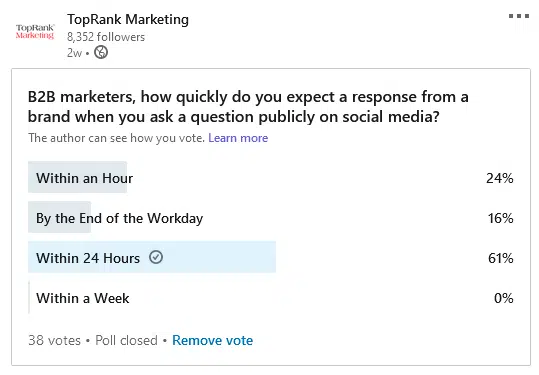 TopRank
Marketing
TopRank Marketing
8,352 followers
2w •
B2B marketers, how quickly do you expect a response from a
brand when you ask a question publicly on social media?
The author can see how you vote. Learn more
Within an Hour 24%
By the End of the Workday 16%
Within 24 Hours 61%
Within a Week 0%
38 votes • Poll closed • Remove vote